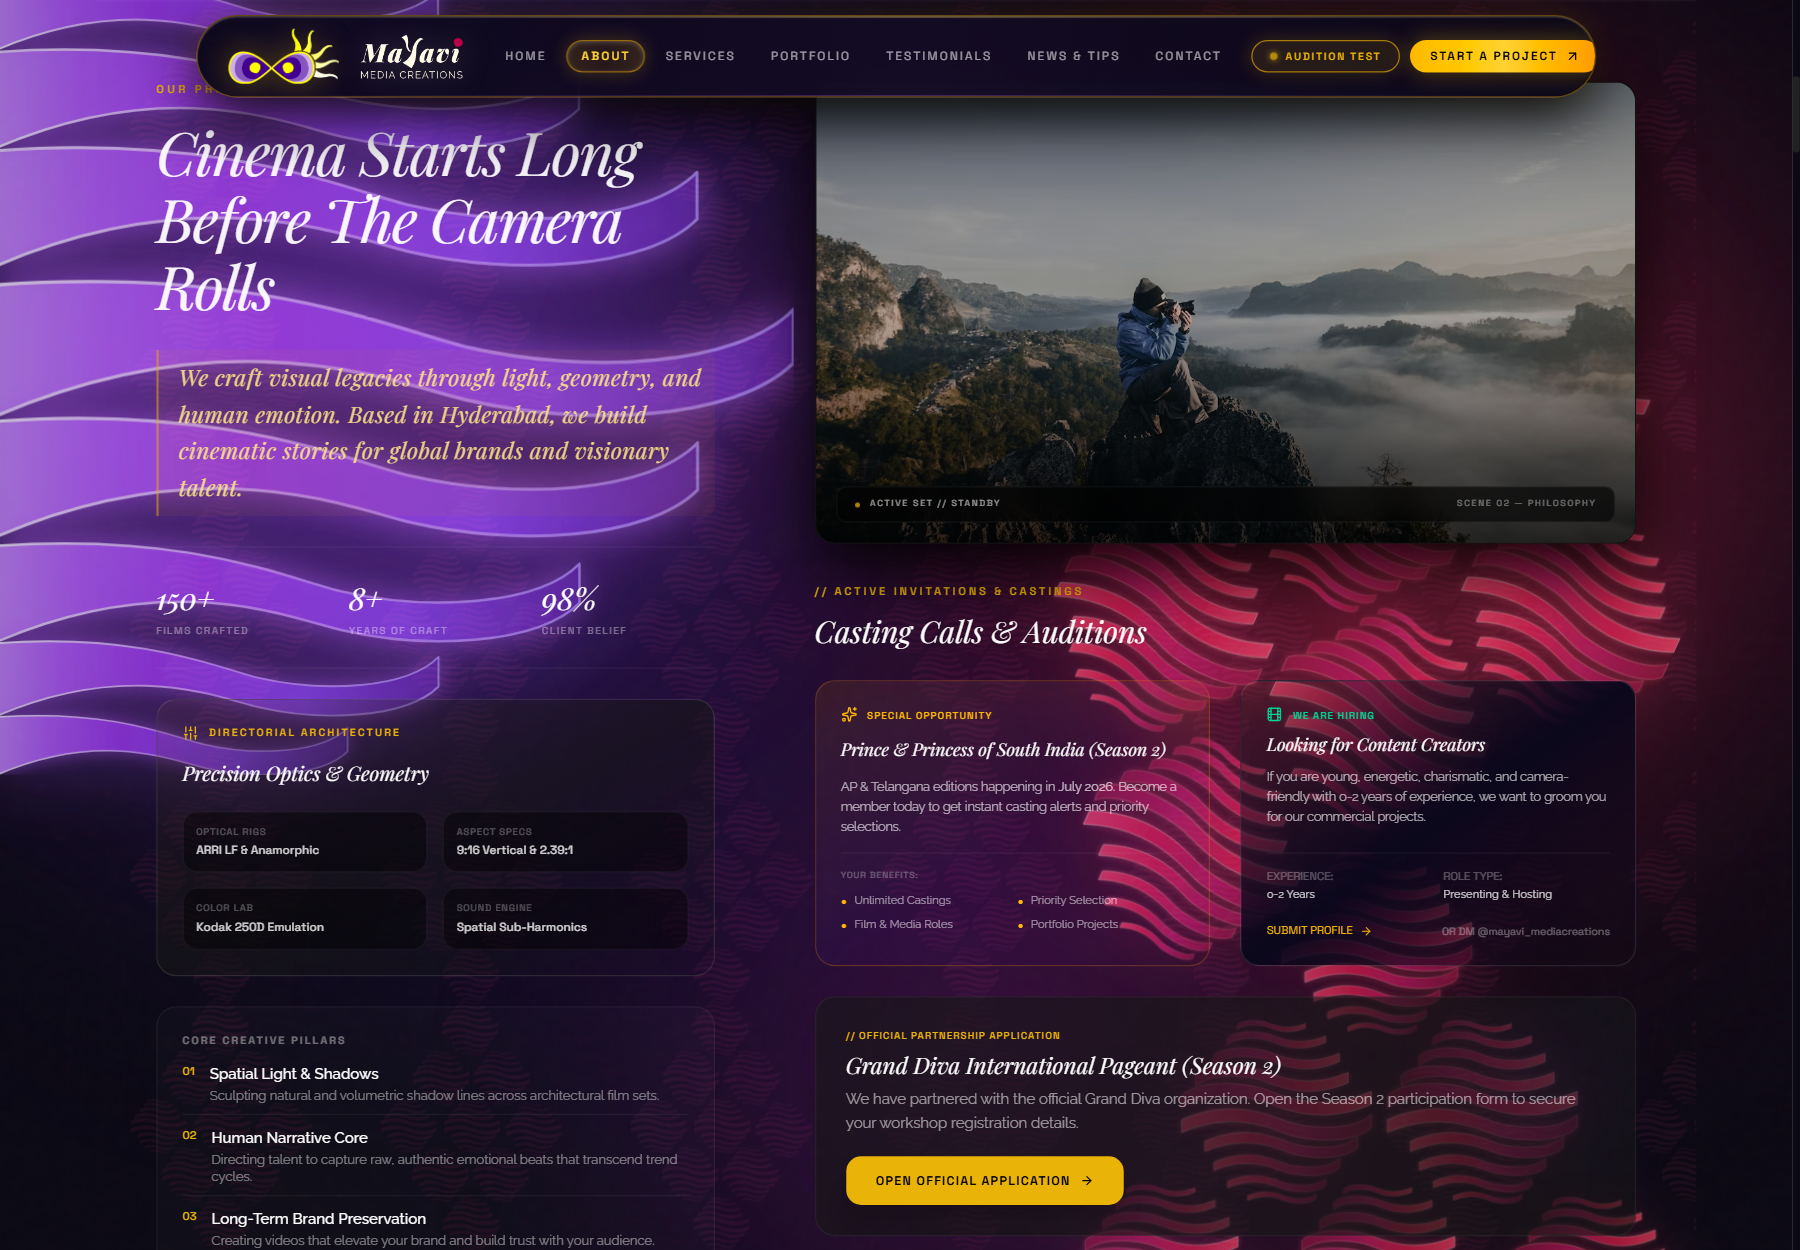 MaYavi
MEDIA CREATIONS
HOME
ABOUT
SERVICES
PORTFOLIO
TESTIMONIALS
NEWS & TIPS
CONTACT
AUDITION TEST
START A PROJECT
OUR
Cinema Starts Long
Before The Camera
Rolls
We craft visual legacies through light, geometry, and
human emotion. Based in Hyderabad, we build
cinematic stories for global brands and visionary
talent.
150+
FILMS CRAFTED
8+
YEARS OF CRAFT
98%
CLIENT BELIEF
DIRECTORIAL ARCHITECTURE
Precision Optics & Geometry
OPTICAL RIGS
ARRI LF & Anamorphic
ASPECT SPECS
9:16 Vertical & 2.39:1
COLOR LAB
Kodak 250D Emulation
SOUND ENGINE
Spatial Sub-Harmonics
CORE CREATIVE PILLARS
01 Spatial Light & Shadows
Sculpting natural and volumetric shadow lines across architectural film sets.
02 Human Narrative Core
Directing talent to capture raw, authentic emotional beats that transcend trend
cycles.
03 Long-Term Brand Preservation
Creating videos that elevate your brand and build trust with your audience.
ACTIVE SET // STANDBY
SCENE 02 — PHILOSOPHY
// ACTIVE INVITATIONS & CASTINGS
Casting Calls & Auditions
SPECIAL OPPORTUNITY
Prince & Princess of South India (Season 2)
AP & Telangana editions happening in July 2026. Become a
member today to get instant casting alerts and priority
selections.
YOUR BENEFITS:
Unlimited Castings
Priority Selection
Film & Media Roles
Portfolio Projects
WE ARE HIRING
Looking for Content Creators
If you are young, energetic, charismatic, and camera-
friendly with 0-2 years of experience, we want to groom you
for our commercial projects.
EXPERIENCE:
0-2 Years
ROLE TYPE:
Presenting & Hosting
SUBMIT PROFILE
OR DM @mayavi_mediacreations
// OFFICIAL PARTNERSHIP APPLICATION
Grand Diva International Pageant (Season 2)
We have partnered with the official Grand Diva organization. Open the Season 2 participation form to secure
your workshop registration details.
OPEN OFFICIAL APPLICATION